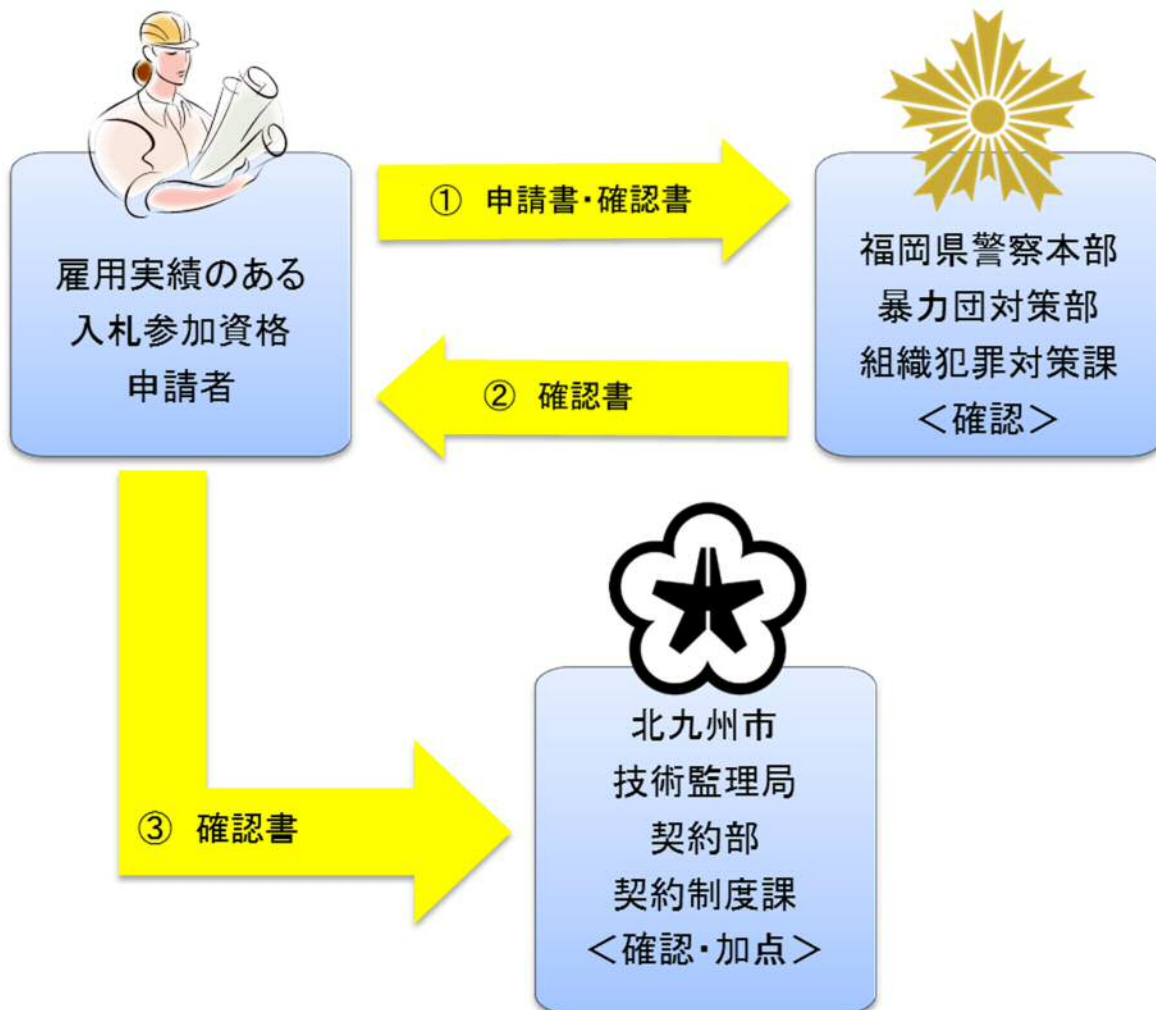 ① 申請書・確認書
雇用実績のある
入札参加資格
申請者
福岡県警察本部
暴力団対策部
組織犯罪対策課
＜確認＞
② 確認書
③ 確認書
北九州市
技術監理局
契約部
契約制度課
＜確認・加点＞